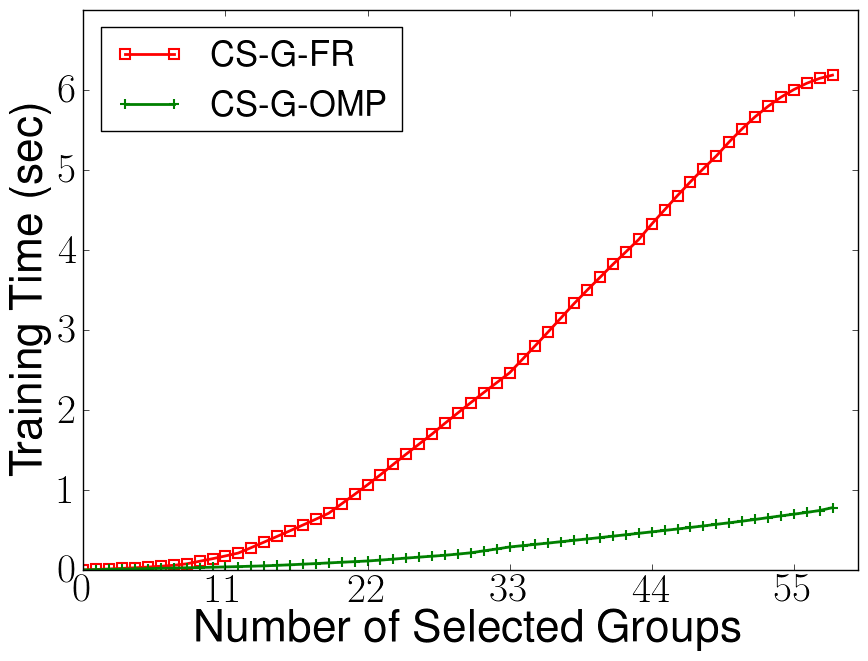 CS-G-FR
CS-G-OMP
Training Time (sec)
6
5
4
3
2
1
0
0 11 22 33 44 55
Number of Selected Groups